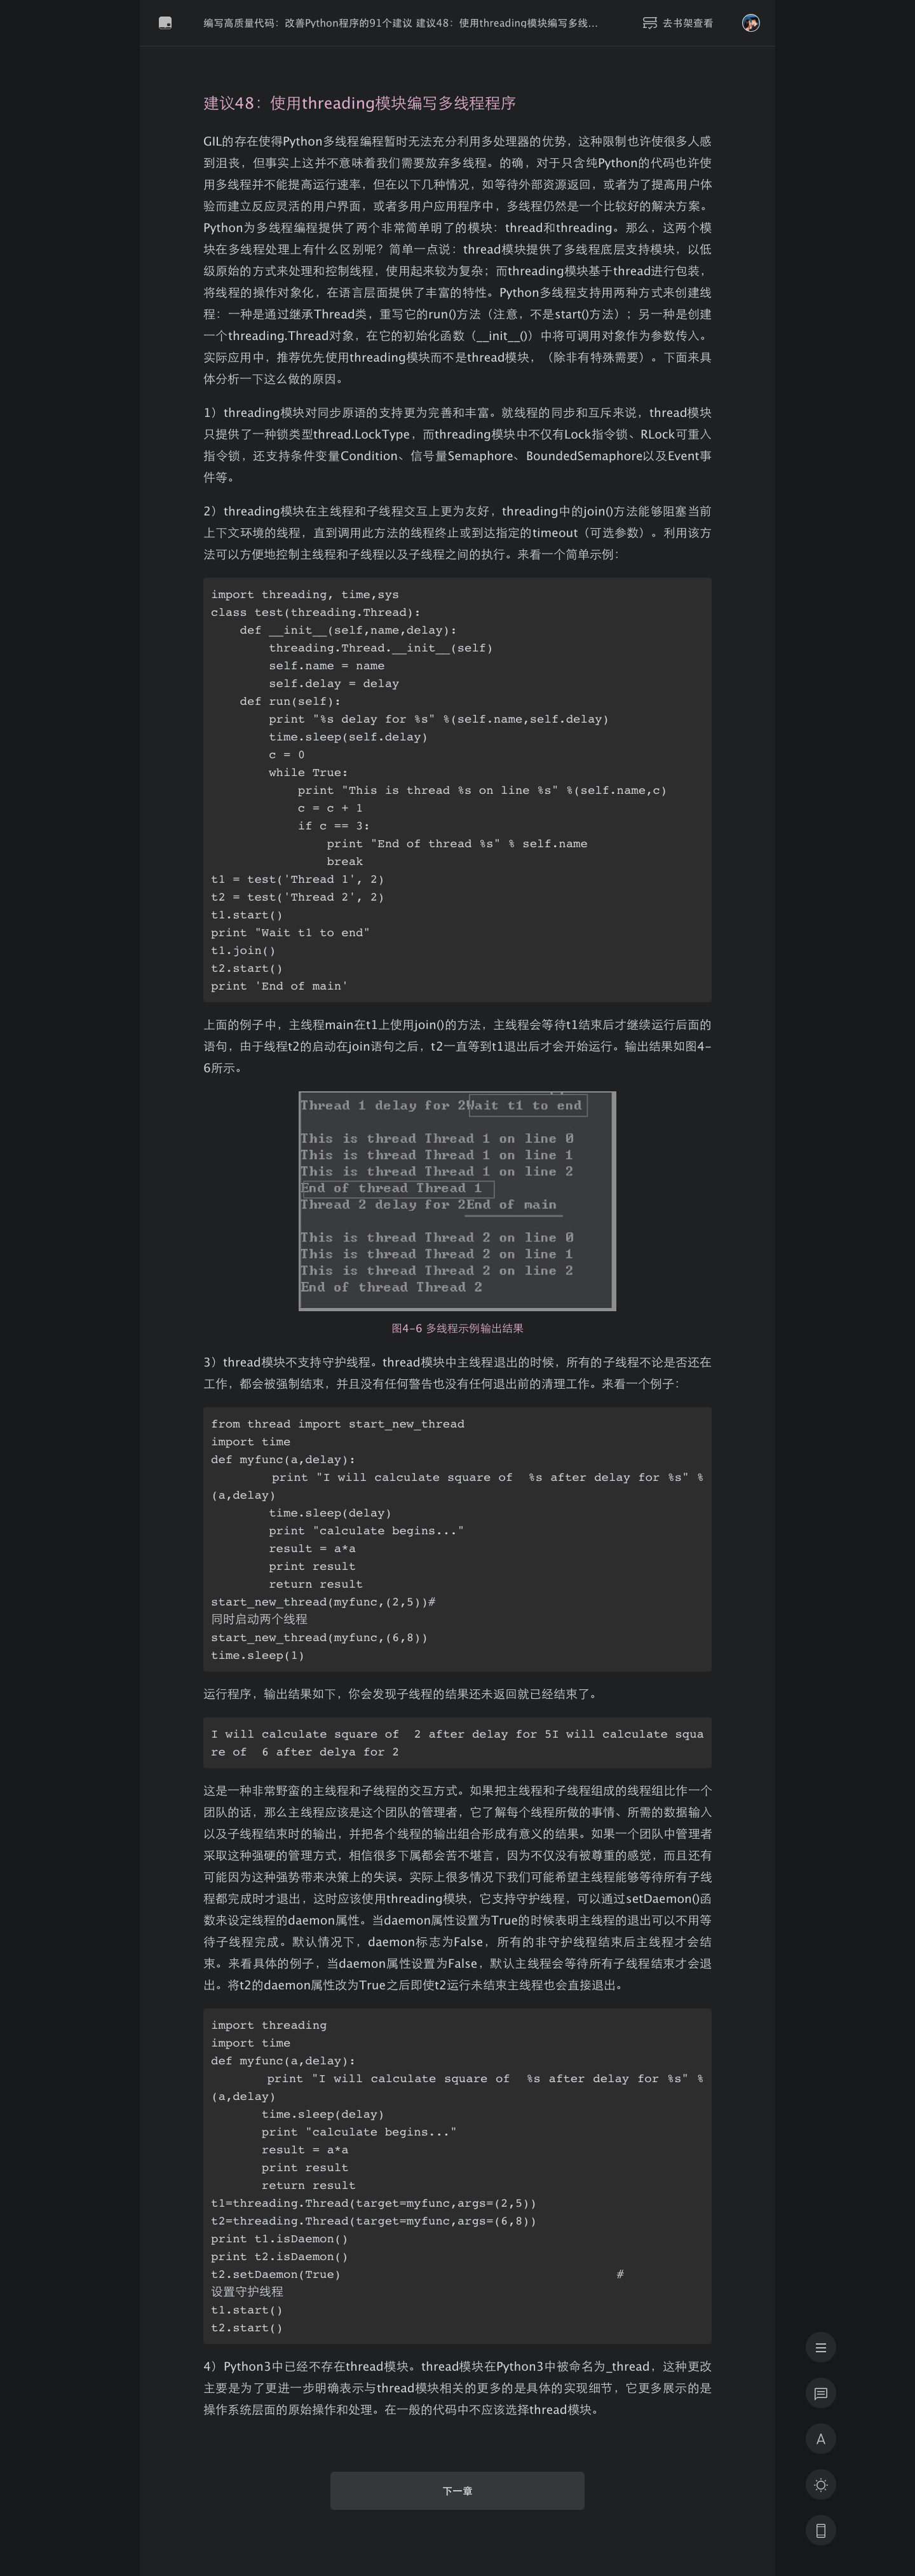 编写高质量代码：改善Python程序的91个建议 建议48：使用threading模块编写多线...
去书架查看
建议48：使用threading模块编写多线程程序
GIL的存在使得Python多线程编程暂时无法充分利用多处理器的优势，这种限制也许使很多人感
到沮丧，但事实上这并不意味着我们需要放弃多线程。的确，对于只含纯Python的代码也许使
用多线程并不能提高运行速率，但在以下几种情况，如等待外部资源返回，或者为了提高用户体
验而建立反应灵活的用户界面，或者多用户应用程序中，多线程仍然是一个比较好的解决方案。
Python为多线程编程提供了两个非常简单明了的模块：thread和threading。那么，这两个模
块在多线程处理上有什么区别呢？简单一点说：thread模块提供了多线程底层支持模块，以低
级原始的方式来处理和控制线程，使用起来较为复杂；而threading模块基于thread进行包装，
将线程的操作对象化，在语言层面提供了丰富的特性。Python多线程支持用两种方式来创建线
程：一种是通过继承Thread类，重写它的run()方法（注意，不是start()方法）；另一种是创建
一个threading.Thread对象，在它的初始化函数（__init__()）中将可调用对象作为参数传入。
实际应用中，推荐优先使用threading模块而不是thread模块，（除非有特殊需要）。下面来具
体分析一下这么做的原因。
1）threading模块对同步原语的支持更为完善和丰富。就线程的同步和互斥来说，thread模块
只提供了一种锁类型thread.LockType，而threading模块中不仅有Lock指令锁、RLock可重入
指令锁，还支持条件变量Condition、信号量Semaphore、BoundedSemaphore以及Event事
件等。
2）threading模块在主线程和子线程交互上更为友好，threading中的join()方法能够阻塞当前
上下文环境的线程，直到调用此方法的线程终止或到达指定的timeout（可选参数）。利用该方
法可以方便地控制主线程和子线程以及子线程之间的执行。来看一个简单示例：
import threading, time,sys
class test(threading.Thread):
    def __init__(self,name,delay):
        threading.Thread.__init__(self)
        self.name = name
        self.delay = delay
    def run(self):
        print "%s delay for %s" %(self.name,self.delay)
        time.sleep(self.delay)
        c = 0
        while True:
            print "This is thread %s on line %s" %(self.name,c)
            c = c + 1
            if c == 3:
                print "End of thread %s" % self.name
                break
t1 = test('Thread 1', 2)
t2 = test('Thread 2', 2)
t1.start()
print "Wait t1 to end"
t1.join()
t2.start()
print 'End of main'
上面的例子中，主线程main在t1上使用join()的方法，主线程会等待t1结束后才继续运行后面的
语句，由于线程t2的启动在join语句之后，t2一直等到t1退出后才会开始运行。输出结果如图4-
6所示。
Thread 1 delay for 2Wait t1 to end
This is thread Thread 1 on line 0
This is thread Thread 1 on line 1
This is thread Thread 1 on line 2
End of thread Thread 1
Thread 2 delay for 2End of main
This is thread Thread 2 on line 0
This is thread Thread 2 on line 1
This is thread Thread 2 on line 2
End of thread Thread 2
图4-6 多线程示例输出结果
3）thread模块不支持守护线程。thread模块中主线程退出的时候，所有的子线程不论是否还在
工作，都会被强制结束，并且没有任何警告也没有任何退出前的清理工作。来看一个例子：
from thread import start_new_thread
import time
def myfunc(a,delay):
        print "I will calculate square of  %s after delay for %s" %
(a,delay)
        time.sleep(delay)
        print "calculate begins..."
        result = a*a
        print result
        return result
start_new_thread(myfunc,(2,5))#
同时启动两个线程
start_new_thread(myfunc,(6,8))
time.sleep(1)
运行程序，输出结果如下，你会发现子线程的结果还未返回就已经结束了。
I will calculate square of  2 after delay for 5I will calculate squa
re of  6 after delya for 2
这是一种非常野蛮的主线程和子线程的交互方式。如果把主线程和子线程组成的线程组比作一个
团队的话，那么主线程应该是这个团队的管理者，它了解每个线程所做的事情、所需的数据输入
以及子线程结束时的输出，并把各个线程的输出组合形成有意义的结果。如果一个团队中管理者
采取这种强硬的管理方式，相信很多下属都会苦不堪言，因为不仅没有被尊重的感觉，而且还有
可能因为这种强势带来决策上的失误。实际上很多情况下我们可能希望主线程能够等待所有子线
程都完成时才退出，这时应该使用threading模块，它支持守护线程，可以通过setDaemon()函
数来设定线程的daemon属性。当daemon属性设置为True的时候表明主线程的退出可以不用等
待子线程完成。默认情况下，daemon标志为False，所有的非守护线程结束后主线程才会结
束。来看具体的例子，当daemon属性设置为False，默认主线程会等待所有子线程结束才会退
出。将t2的daemon属性改为True之后即使t2运行未结束主线程也会直接退出。
import threading
import time
def myfunc(a,delay):
       print "I will calculate square of  %s after delay for %s" %
(a,delay)
       time.sleep(delay)
       print "calculate begins..."
       result = a*a
       print result
       return result
t1=threading.Thread(target=myfunc,args=(2,5))
t2=threading.Thread(target=myfunc,args=(6,8))
print t1.isDaemon()
print t2.isDaemon()
t2.setDaemon(True)                                      #
设置守护线程
t1.start()
t2.start()
4）Python3中已经不存在thread模块。thread模块在Python3中被命名为_thread，这种更改
主要是为了更进一步明确表示与thread模块相关的更多的是具体的实现细节，它更多展示的是
操作系统层面的原始操作和处理。在一般的代码中不应该选择thread模块。
下一章
A